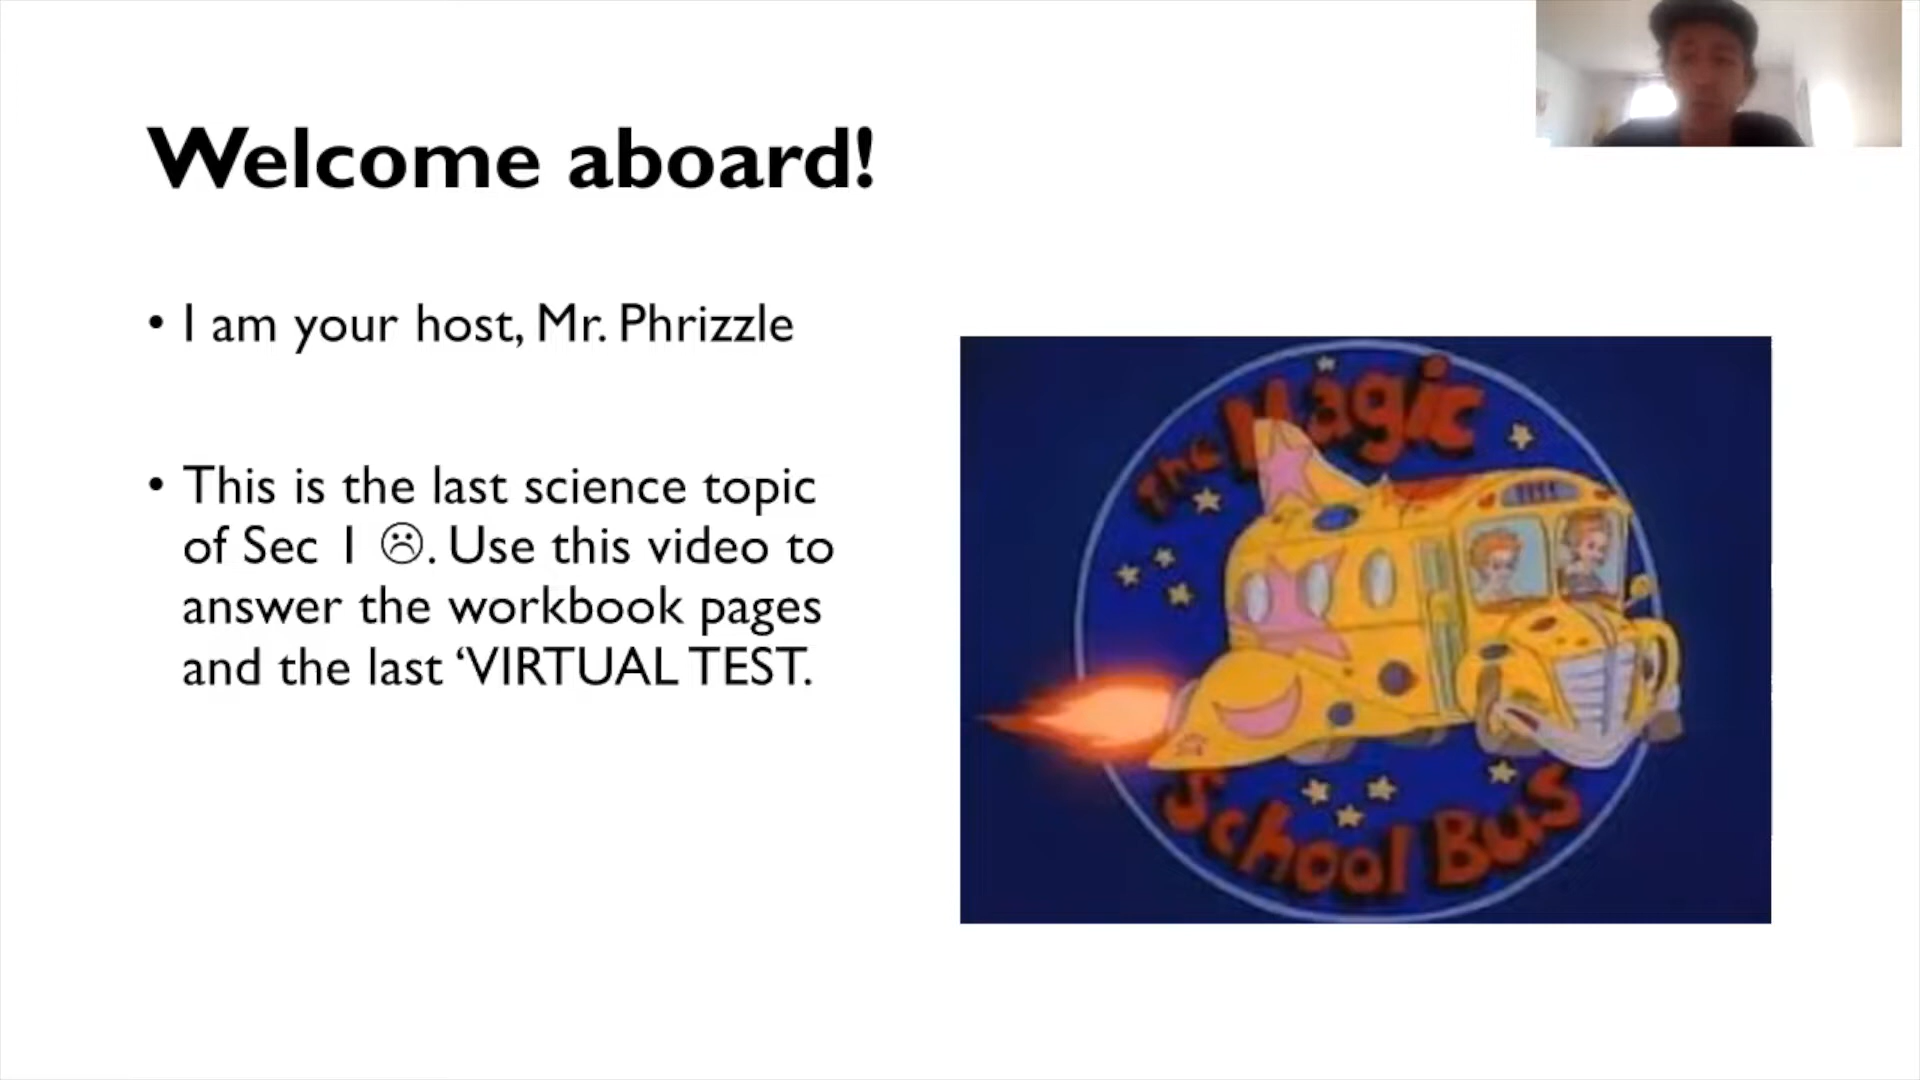 Welcome aboard!
• I am your host, Mr. Phrizzle
• This is the last science topic
of Sec 1 ☹. Use this video to
answer the workbook pages
and the last ‘VIRTUAL TEST.
The Magic
School Bus